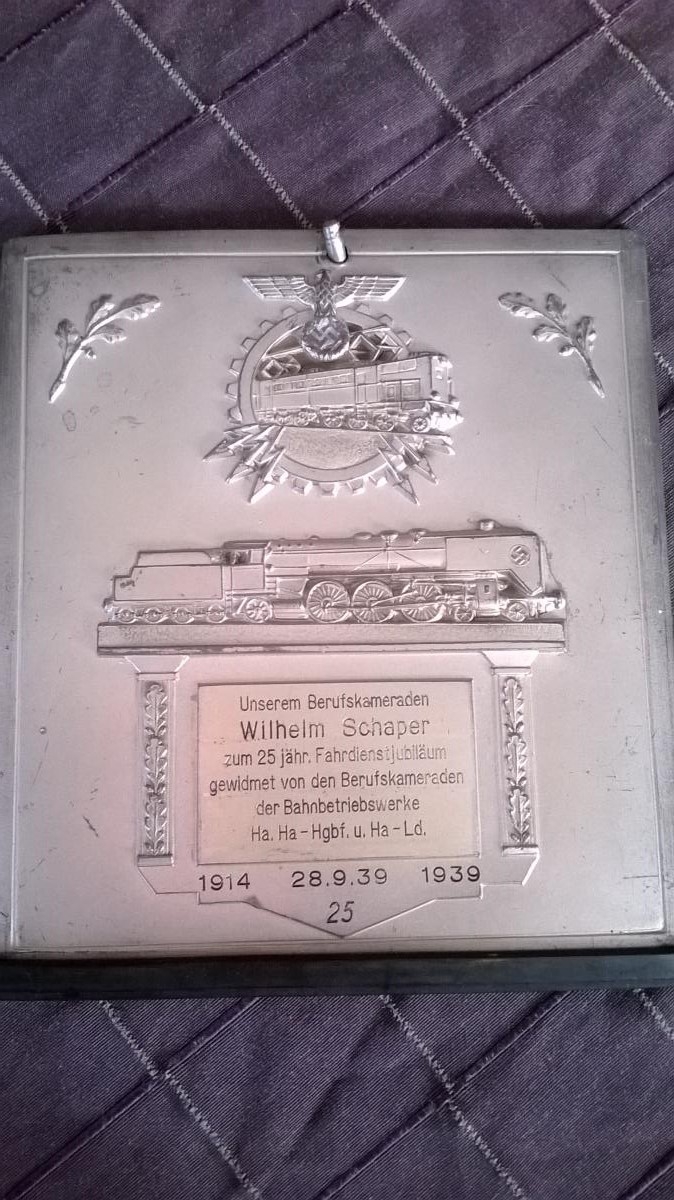 Unserem Berufskameraden
Wilhelm Schaper
zum 25 jähr. Fahrdienstjubiläum
gewidmet von den Berufskameraden
der Bahnbetriebswerke
Ha. Ha-Hgbf. u. Ha-Ld.
1914 28.9.39 1939
25